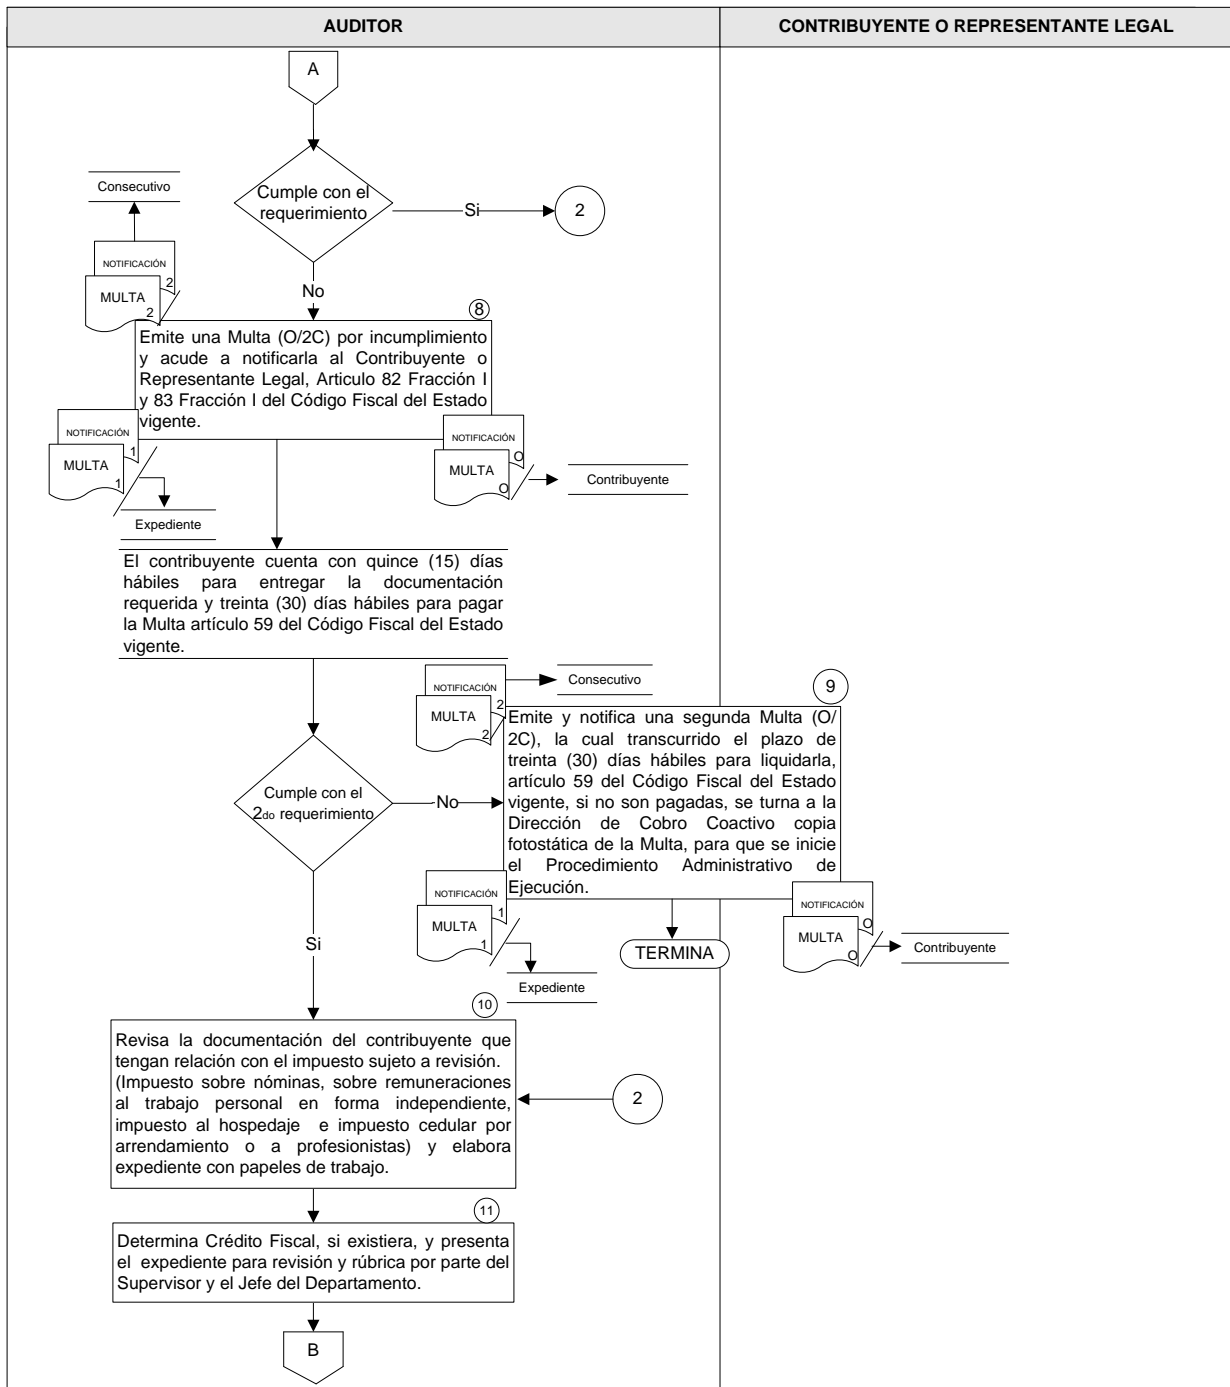 AUDITOR
CONTRIBUYENTE O REPRESENTANTE LEGAL
A
Cumple con el
requerimiento
Si
2
No
Consecutivo
NOTIFICACIÓN
2
MULTA
2
8
Emite una Multa (O/2C) por incumplimiento
y acude a notificarla al Contribuyente o
Representante Legal, Articulo 82 Fracción I
y 83 Fracción I del Código Fiscal del Estado
vigente.
NOTIFICACIÓN
1
MULTA
1
Expediente
NOTIFICACIÓN
O
MULTA
O
Contribuyente
El contribuyente cuenta con quince (15) días
hábiles para entregar la documentación
requerida y treinta (30) días hábiles para pagar
la Multa artículo 59 del Código Fiscal del Estado
vigente.
Cumple con el
2do requerimiento
No
Si
NOTIFICACIÓN
2
MULTA
2
Consecutivo
9
Emite y notifica una segunda Multa (O/
2C), la cual transcurrido el plazo de
treinta (30) días hábiles para liquidarla,
artículo 59 del Código Fiscal del Estado
vigente, si no son pagadas, se turna a la
Dirección de Cobro Coactivo copia
fotostática de la Multa, para que se inicie
el Procedimiento Administrativo de
Ejecución.
NOTIFICACIÓN
1
MULTA
1
Expediente
TERMINA
NOTIFICACIÓN
O
MULTA
O
Contribuyente
10
Revisa la documentación del contribuyente que
tengan relación con el impuesto sujeto a revisión.
(Impuesto sobre nóminas, sobre remuneraciones
al trabajo personal en forma independiente,
impuesto al hospedaje e impuesto cedular por
arrendamiento o a profesionistas) y elabora
expediente con papeles de trabajo.
2
11
Determina Crédito Fiscal, si existiera, y presenta
el expediente para revisión y rúbrica por parte del
Supervisor y el Jefe del Departamento.
B